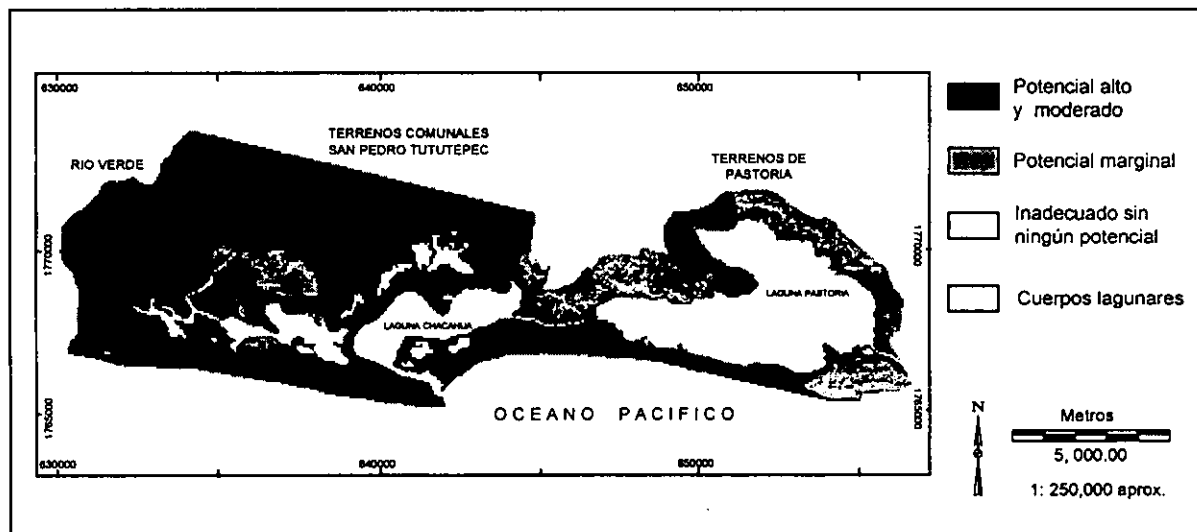 630000
640000
650000
TERRENOS COMUNALES
SAN PEDRO TUTUTEPEC
RIO VERDE
TERRENOS DE
PASTORIA
1770000
1770000
LAGUNA PASTORIA
LAGUNA CHACAHUA
OCEANO PACIFICO
1765000
1765000
630000
640000
650000
Potencial alto
y moderado
Potencial marginal
Inadecuado sin
ningún potencial
Cuerpos lagunares
N
Metros
5, 000.00
1: 250,000 aprox.